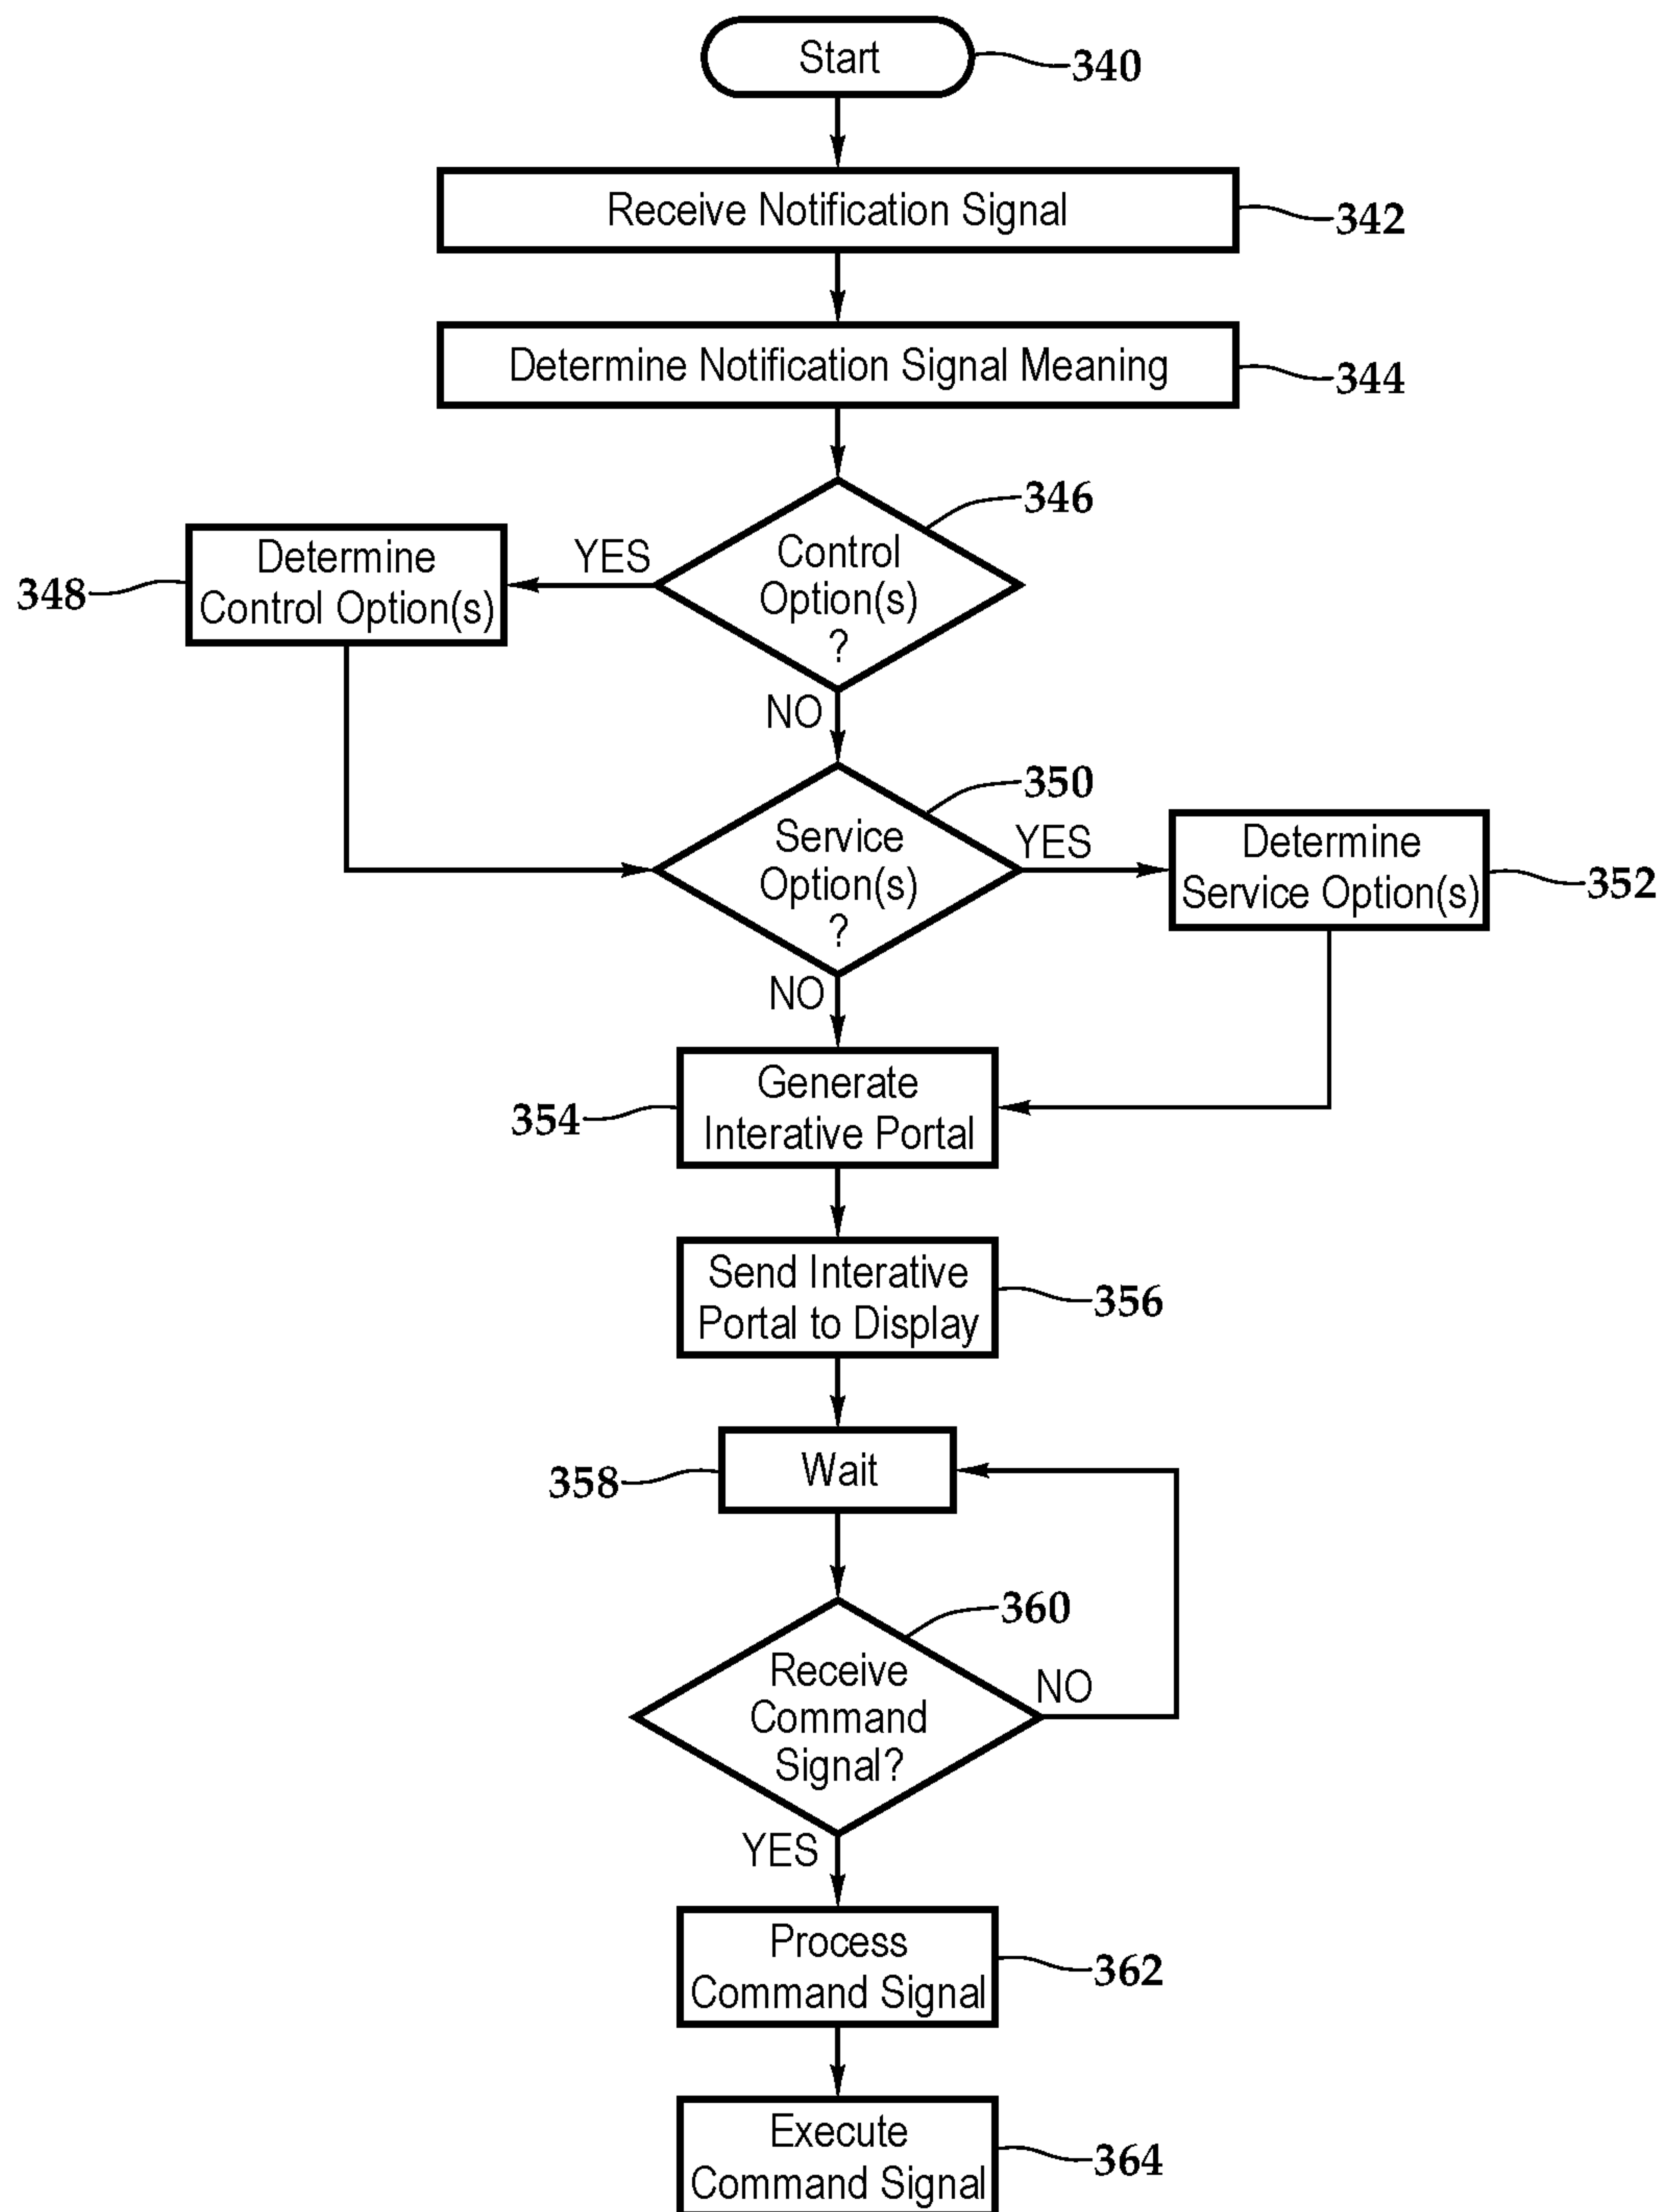 Start
340
Receive Notification Signal
342
Determine Notification Signal Meaning
344
346
Control
Option(s)
?
YES
Determine
Control Option(s)
348
NO
350
Service
Option(s)
?
YES
Determine
Service Option(s)
352
NO
Generate
Interative Portal
354
Send Interative
Portal to Display
356
Wait
358
360
Receive
Command
Signal?
NO
YES
Process
Command Signal
362
Execute
Command Signal
364